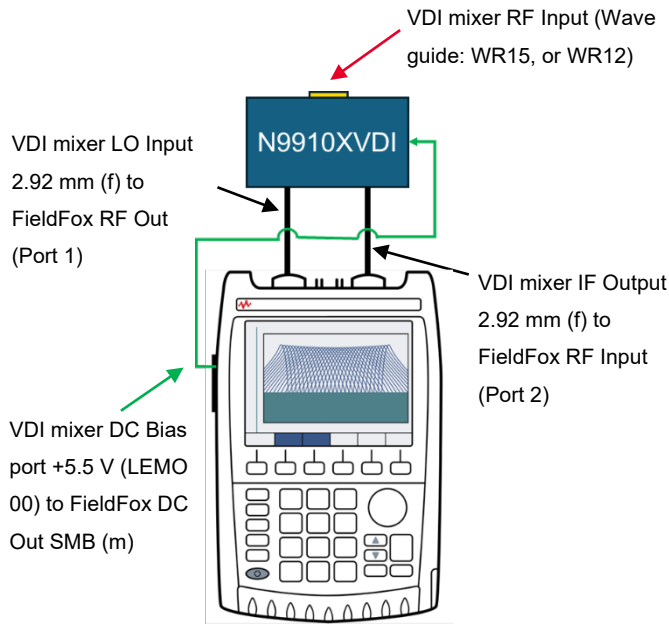 VDI mixer RF Input (Wave
guide: WR15, or WR12)
N9910XVDI
VDI mixer LO Input
2.92 mm (f) to
FieldFox RF Out
(Port 1)
VDI mixer IF Output
2.92 mm (f) to
FieldFox RF Input
(Port 2)
VDI mixer DC Bias
port +5.5 V (LEMO
00) to FieldFox DC
Out SMB (m)